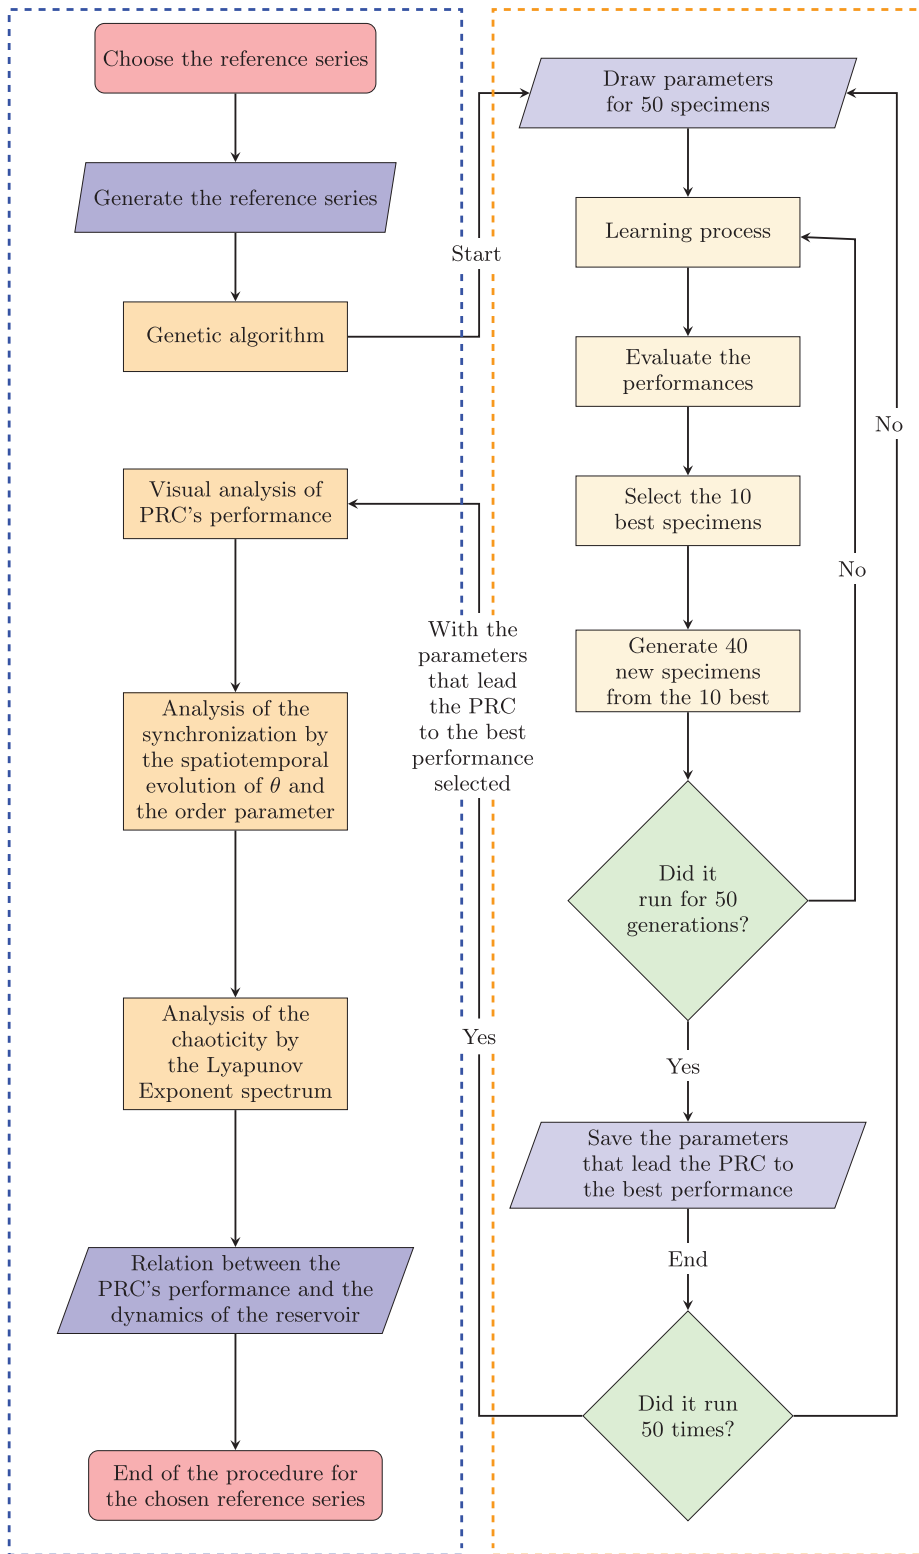 Choose the reference series
Generate the reference series
Genetic algorithm
Start
Draw parameters
for 50 specimens
Learning process
Evaluate the
performances
Select the 10
best specimens
Generate 40
new specimens
from the 10 best
Did it
run for 50
generations?
No
Yes
Save the parameters
that lead the PRC to
the best performance
End
Did it run
50 times?
No
Yes
With the
parameters
that lead
the PRC
to the best
performance
selected
Visual analysis of
PRC's performance
Analysis of the
synchronization by
the spatiotemporal
evolution of θ and
the order parameter
Analysis of the
chaoticity by
the Lyapunov
Exponent spectrum
Relation between the
PRC's performance and the
dynamics of the reservoir
End of the procedure for
the chosen reference series